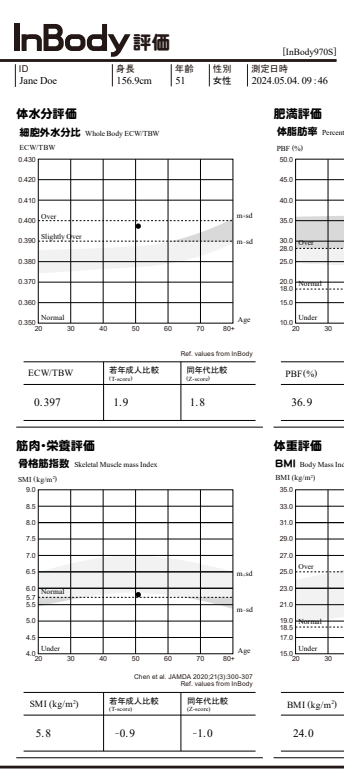 InBody評価
[InBody970S]
ID 身長 年齢 性別 測定日時
Jane Doe 156.9cm 51 女性 2024.05.04. 09:46
体水分評価
細胞外水分比 Whole Body ECW/TBW
ECW/TBW
0.430
0.420
0.410
0.400 Over m+sd
0.390 Slightly Over m-sd
0.380
0.370
0.360
0.350 Normal Age
20 30 40 50 60 70 80+
Ref. values from InBody
ECW/TBW 若年成人比較 (T-score) 同年代比較 (Z-score)
0.397 1.9 1.8
肥満評価
体脂肪率 Percent
PBF (%)
50.0
45.0
40.0
35.0
30.0 Over
28.0
25.0
20.0 Normal
18.0
15.0
10.0 Under
20 30
PBF(%)
36.9
筋肉・栄養評価
骨格筋指数 Skeletal Muscle mass Index
SMI (kg/m²)
9.0
8.5
8.0
7.5
7.0
6.5 m+sd
6.0 Normal
5.7
5.5
5.0 m-sd
4.5
4.0 Under Age
20 30 40 50 60 70 80+
Chen et al. JAMDA 2020;21(3):300-307
Ref. values from InBody
SMI (kg/m²) 若年成人比較 (T-score) 同年代比較 (Z-score)
5.8 -0.9 -1.0
体重評価
BMI Body Mass Ind
BMI (kg/m²)
35.0
33.0
31.0
29.0
27.0
25.0 Over
23.0
21.0
19.0 Normal
18.5
17.0
15.0 Under
20 30
BMI (kg/m²)
24.0